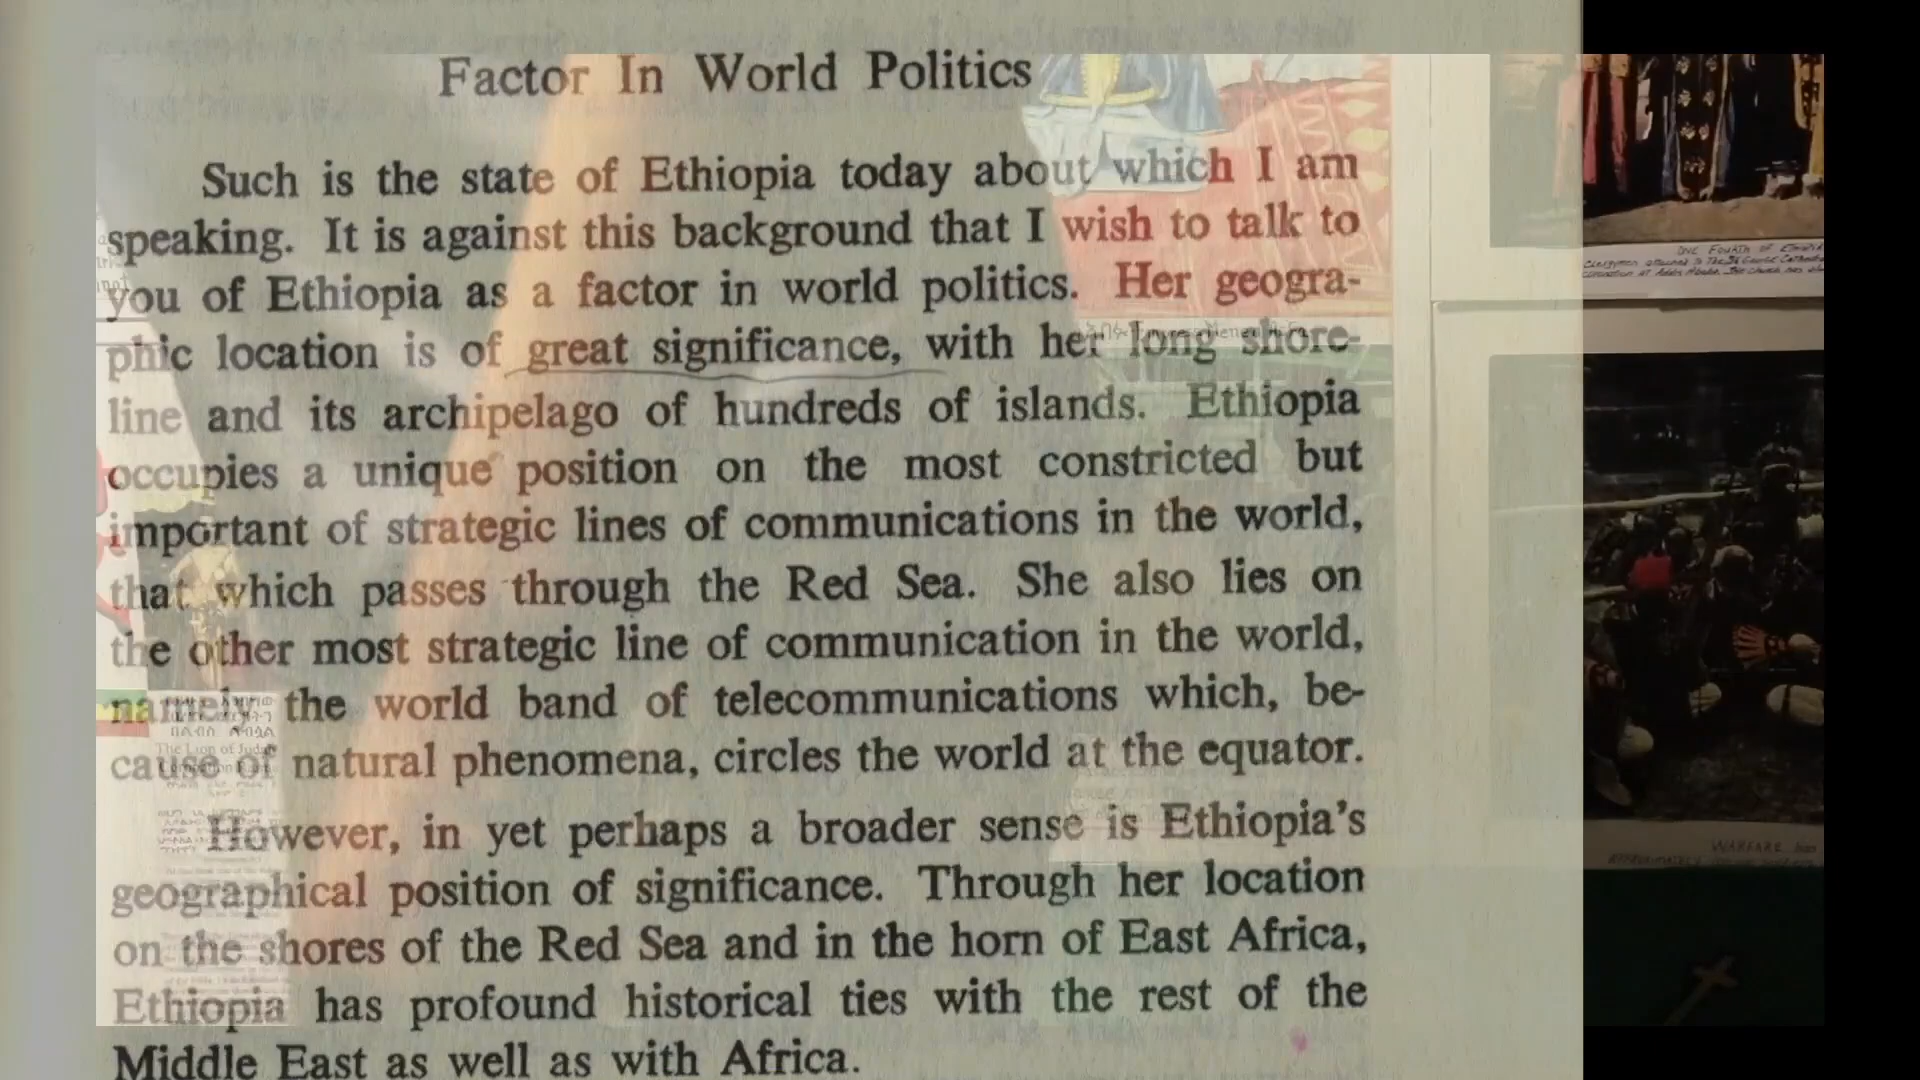 Factor In World Politics
Such is the state of Ethiopia today about which I am
speaking. It is against this background that I wish to talk to
you of Ethiopia as a factor in world politics. Her geogra-
phic location is of great significance, with her long shore-
line and its archipelago of hundreds of islands. Ethiopia
occupies a unique position on the most constricted but
important of strategic lines of communications in the world,
that which passes through the Red Sea. She also lies on
the other most strategic line of communication in the world,
namely the world band of telecommunications which, be-
cause of natural phenomena, circles the world at the equator.
However, in yet perhaps a broader sense is Ethiopia's
geographical position of significance. Through her location
on the shores of the Red Sea and in the horn of East Africa,
Ethiopia has profound historical ties with the rest of the
Middle East as well as with Africa.
The Lion of Judah
ONE FOURTH OF
WARFARE